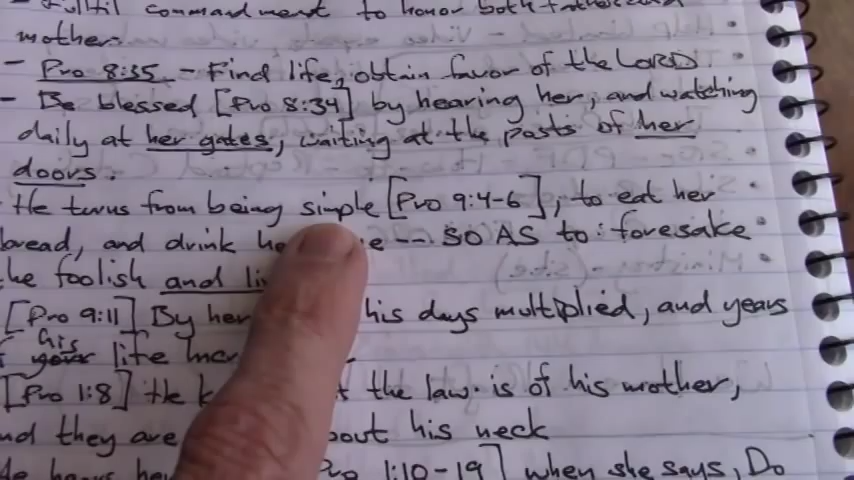 - fulfil commandment to honor both father and
mother.
- Pro 8:35 - Find life, obtain favor of the LORD
- Be blessed [Pro 8:34] by hearing her, and watching
daily at her gates, waiting at the posts of her
doors.
He turns from being simple [Pro 9:4-6], to eat her
bread, and drink -- SO AS to foresake
the foolish and
[Pro 9:11] By her his days multiplied, and years
his your life
[Pro 1:8] He the law is of his mother,
and they are his neck
1:10-19] when she says, Do